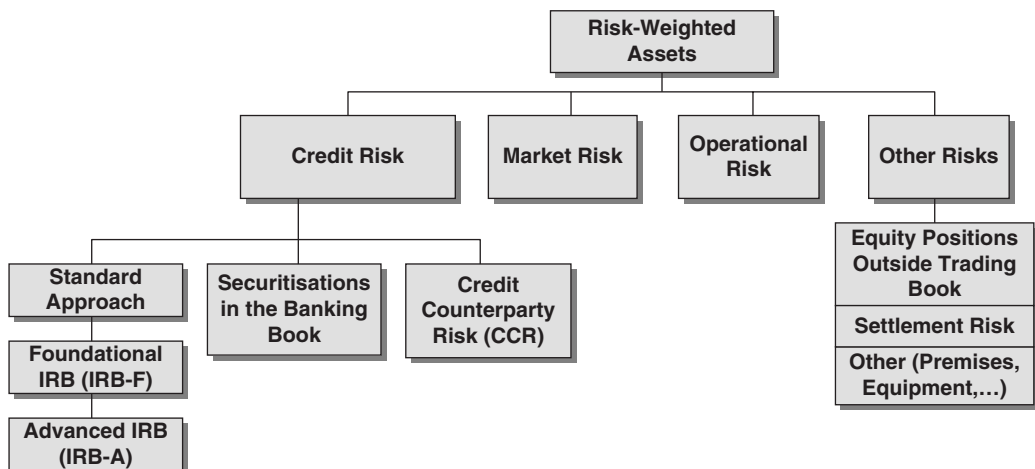 Risk-Weighted
Assets
Credit Risk
Market Risk
Operational
Risk
Other Risks
Standard
Approach
Securitisations
in the Banking
Book
Credit
Counterparty
Risk (CCR)
Equity Positions
Outside Trading
Book
Settlement Risk
Other (Premises,
Equipment,...)
Foundational
IRB (IRB-F)
Advanced IRB
(IRB-A)